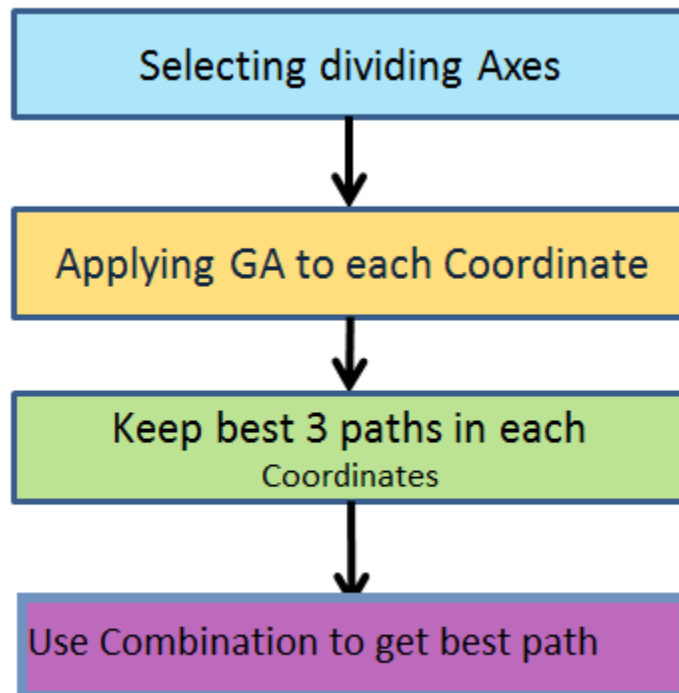 Selecting dividing Axes
Applying GA to each Coordinate
Keep best 3 paths in each
Coordinates
Use Combination to get best path